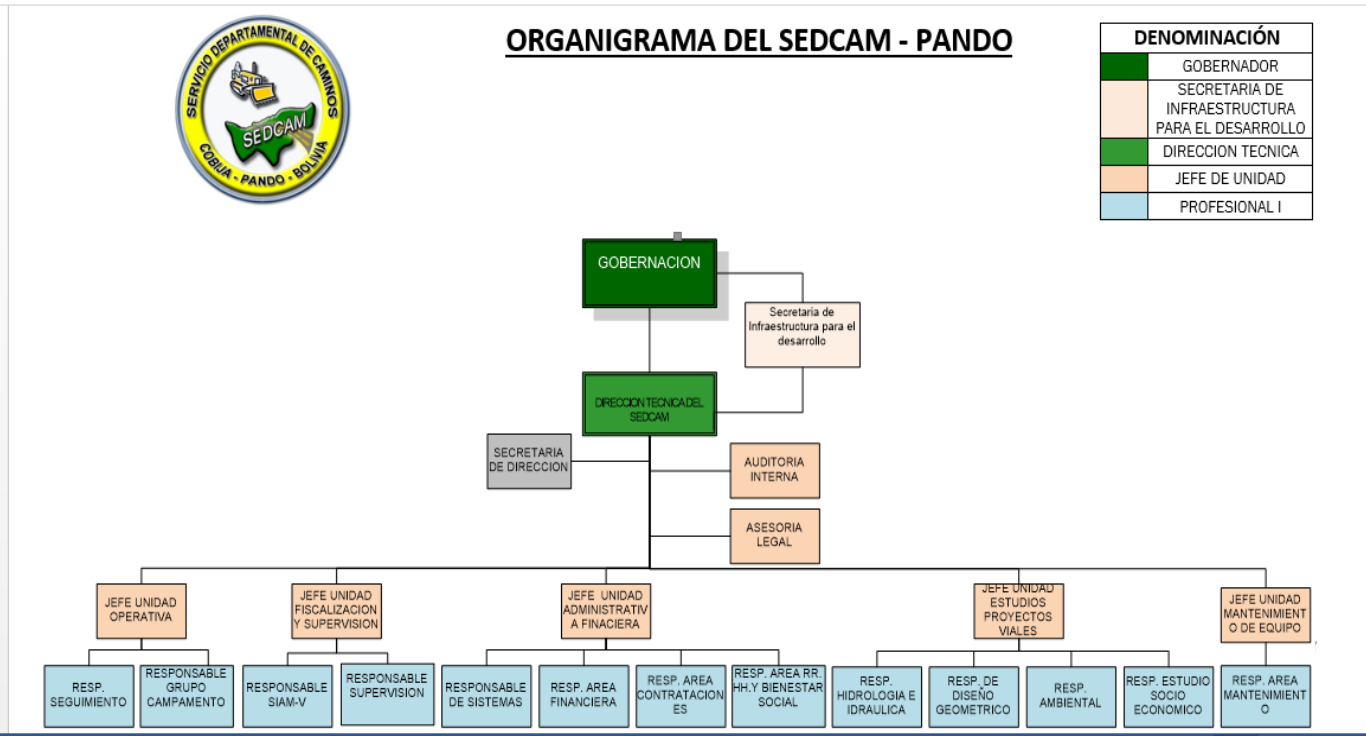 SERVICIO DEPARTAMENTAL DE CAMINOS
SEDCAM
COBIJA - PANDO - BOLIVIA
ORGANIGRAMA DEL SEDCAM - PANDO
DENOMINACIÓN
GOBERNADOR
SECRETARIA DE
INFRAESTRUCTURA
PARA EL DESARROLLO
DIRECCION TECNICA
JEFE DE UNIDAD
PROFESIONAL I
GOBERNACION
Secretaria de
Infraestructura para el
desarrollo
DIRECCION TECNICA DEL
SEDCAM
SECRETARIA
DE DIRECCION
AUDITORIA
INTERNA
ASESORIA
LEGAL
JEFE UNIDAD
OPERATIVA
JEFE UNIDAD
FISCALIZACION
Y SUPERVISION
JEFE UNIDAD
ADMINISTRATIV
A FINACIERA
JEFE UNIDAD
ESTUDIOS
PROYECTOS
VIALES
JEFE UNIDAD
MANTENIMIENT
O DE EQUIPO
RESP.
SEGUIMIENTO
RESPONSABLE
GRUPO
CAMPAMENTO
RESPONSABLE
SIAM-V
RESPONSABLE
SUPERVISION
RESPONSABLE
DE SISTEMAS
RESP. AREA
FINANCIERA
RESP. AREA
CONTRATACION
ES
RESP. AREA RR.
HH.Y BIENESTAR
SOCIAL
RESP.
HIDROLOGIA E
IDRAULICA
RESP. DE
DISEÑO
GEOMETRICO
RESP.
AMBIENTAL
RESP. ESTUDIO
SOCIO
ECONOMICO
RESP. AREA
MANTENIMIENT
O